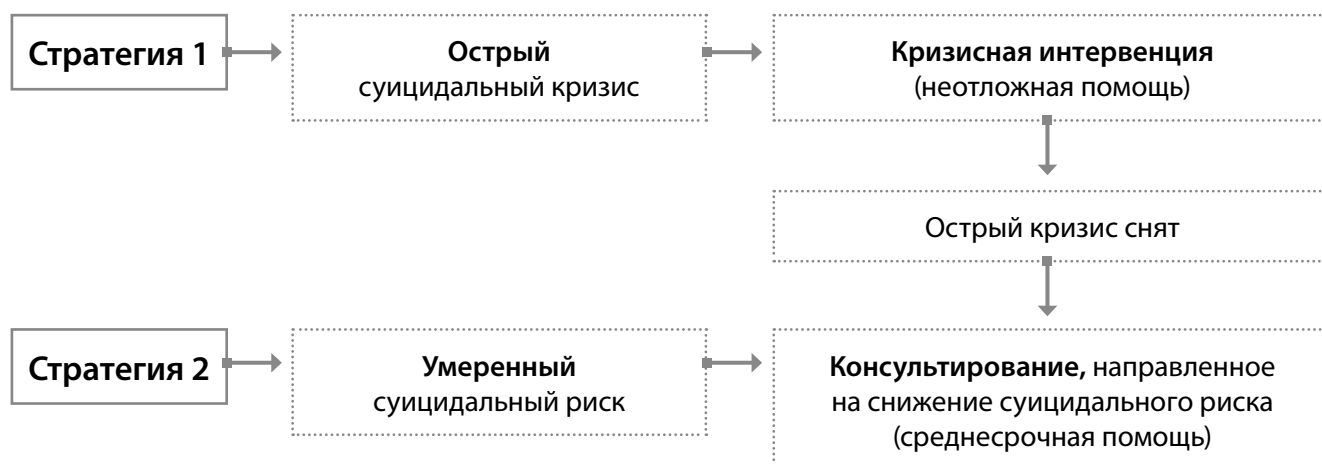 Стратегия 1
Острый
суицидальный кризис
Кризисная интервенция
(неотложная помощь)
Острый кризис снят
Стратегия 2
Умеренный
суицидальный риск
Консультирование, направленное
на снижение суицидального риска
(среднесрочная помощь)